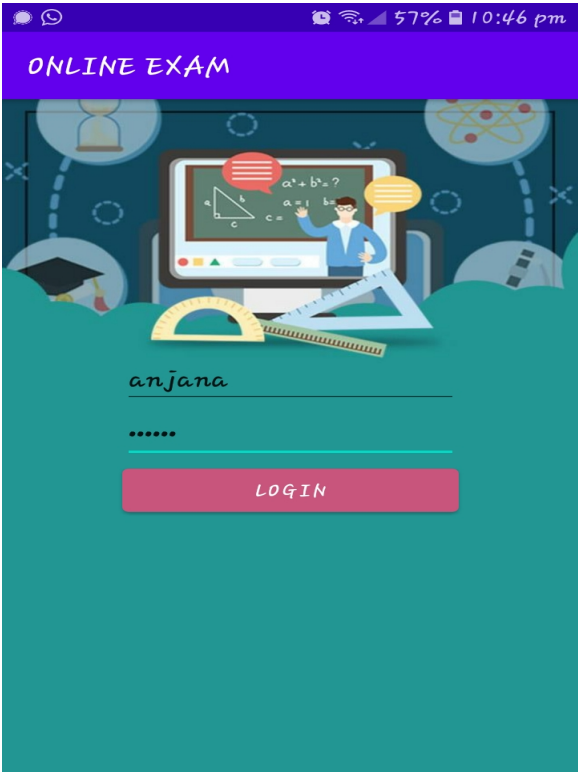 57% 10:46 pm
ONLINE EXAM
a²+b²=?
a=1 b=
c=
a b
c
anjana
••••••
LOGIN